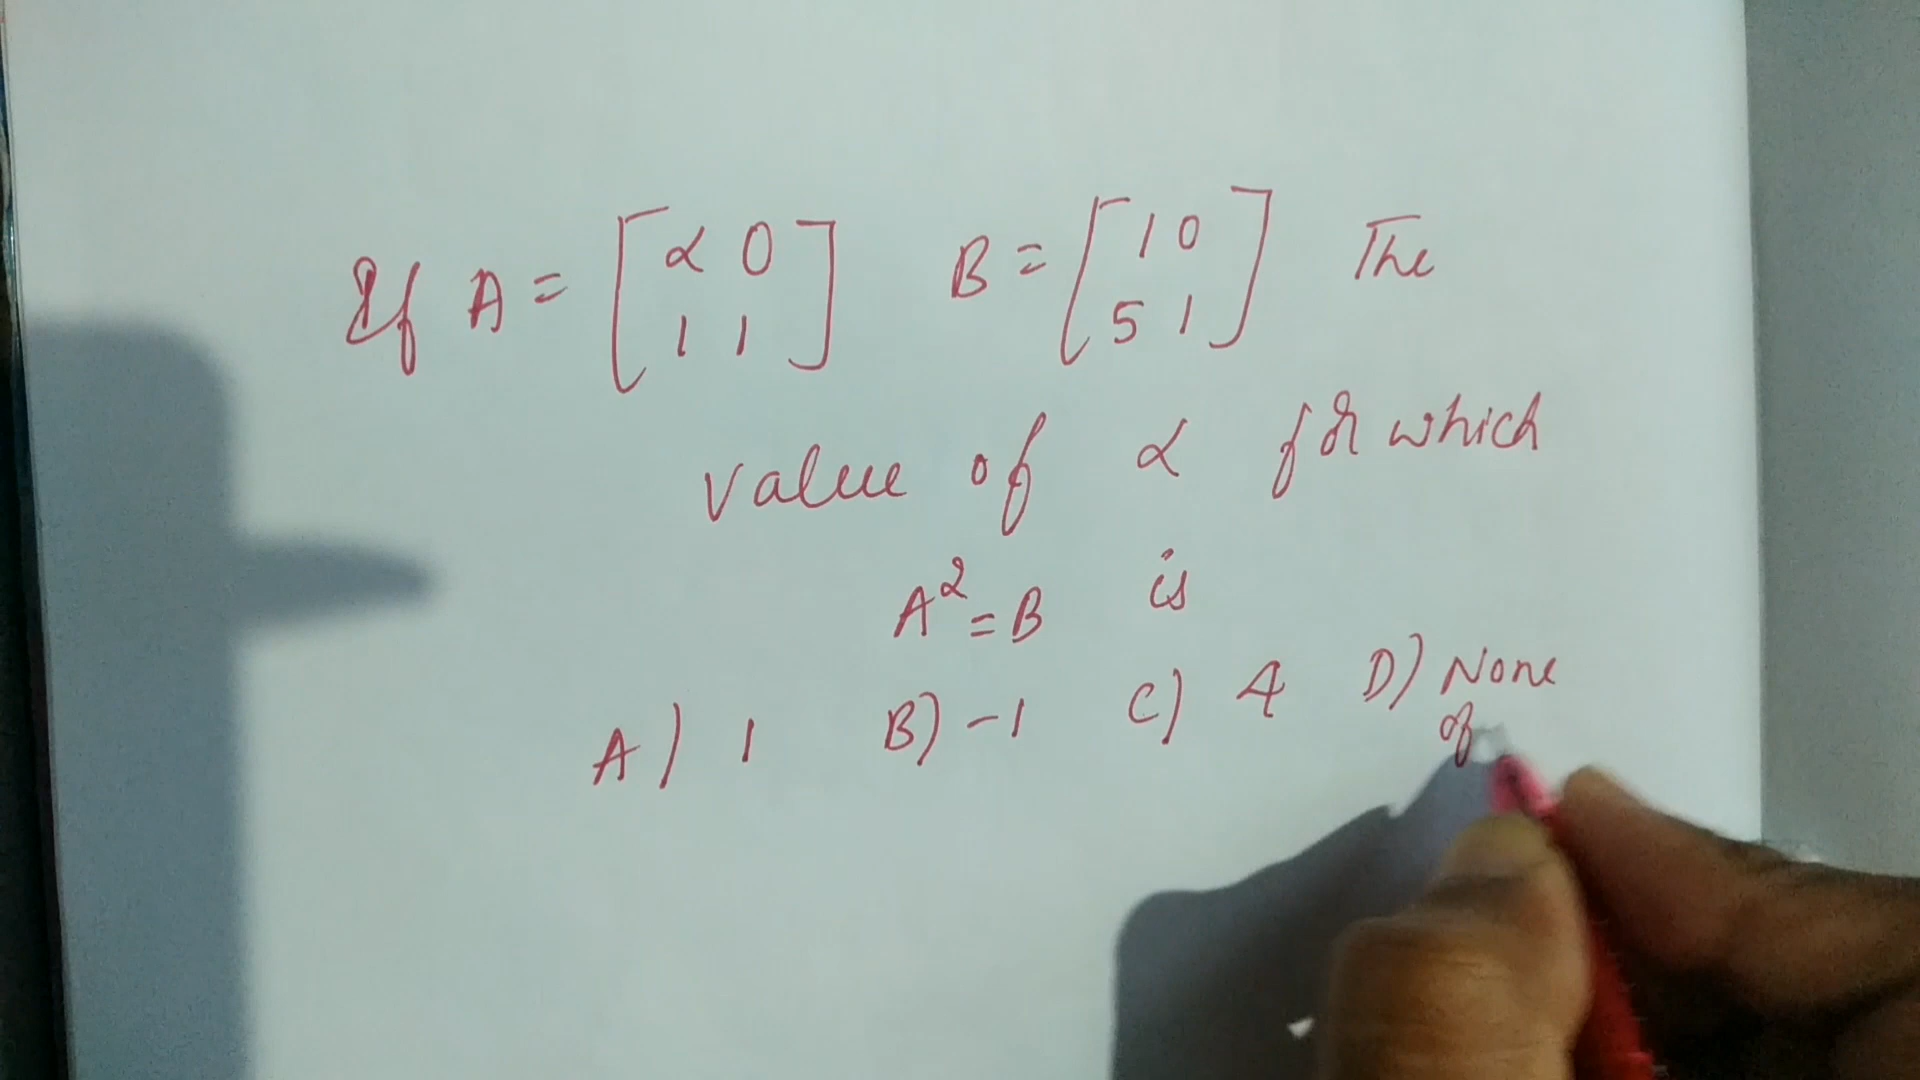 If A = [α 0 B = [1 0 The
1 1] 5 1]
value of α for which
A² = B is
A) 1 B) -1 C) 4 D) None
of